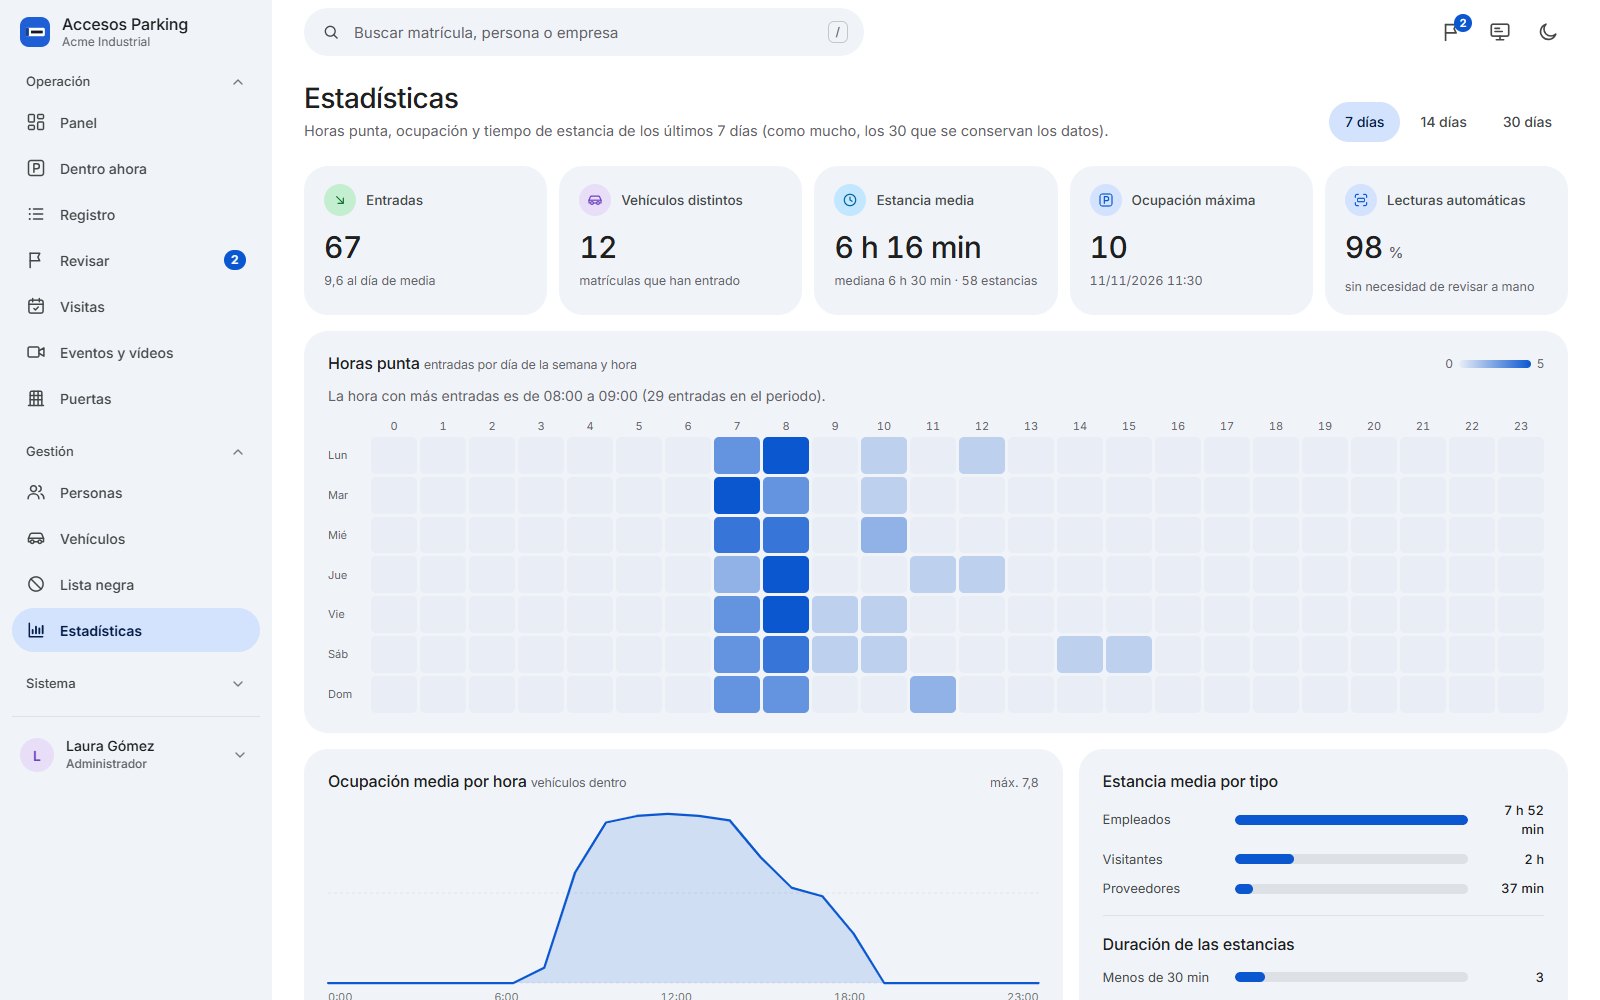 Accesos Parking
Acme Industrial
Operación
Panel
Dentro ahora
Registro
Revisar 2
Visitas
Eventos y vídeos
Puertas
Gestión
Personas
Vehículos
Lista negra
Estadísticas
Sistema
L
Laura Gómez
Administrador
Buscar matrícula, persona o empresa /
2
Estadísticas
Horas punta, ocupación y tiempo de estancia de los últimos 7 días (como mucho, los 30 que se conservan los datos).
7 días 14 días 30 días
Entradas
67
9,6 al día de media
Vehículos distintos
12
matrículas que han entrado
Estancia media
6 h 16 min
mediana 6 h 30 min · 58 estancias
P
Ocupación máxima
10
11/11/2026 11:30
Lecturas automáticas
98 %
sin necesidad de revisar a mano
Horas punta entradas por día de la semana y hora
0 5
La hora con más entradas es de 08:00 a 09:00 (29 entradas en el periodo).
0 1 2 3 4 5 6 7 8 9 10 11 12 13 14 15 16 17 18 19 20 21 22 23
Lun
Mar
Mié
Jue
Vie
Sáb
Dom
Ocupación media por hora vehículos dentro
máx. 7,8
0:00 6:00 12:00 18:00 23:00
Estancia media por tipo
Empleados 7 h 52
min
Visitantes 2 h
Proveedores 37 min
Duración de las estancias
Menos de 30 min 3